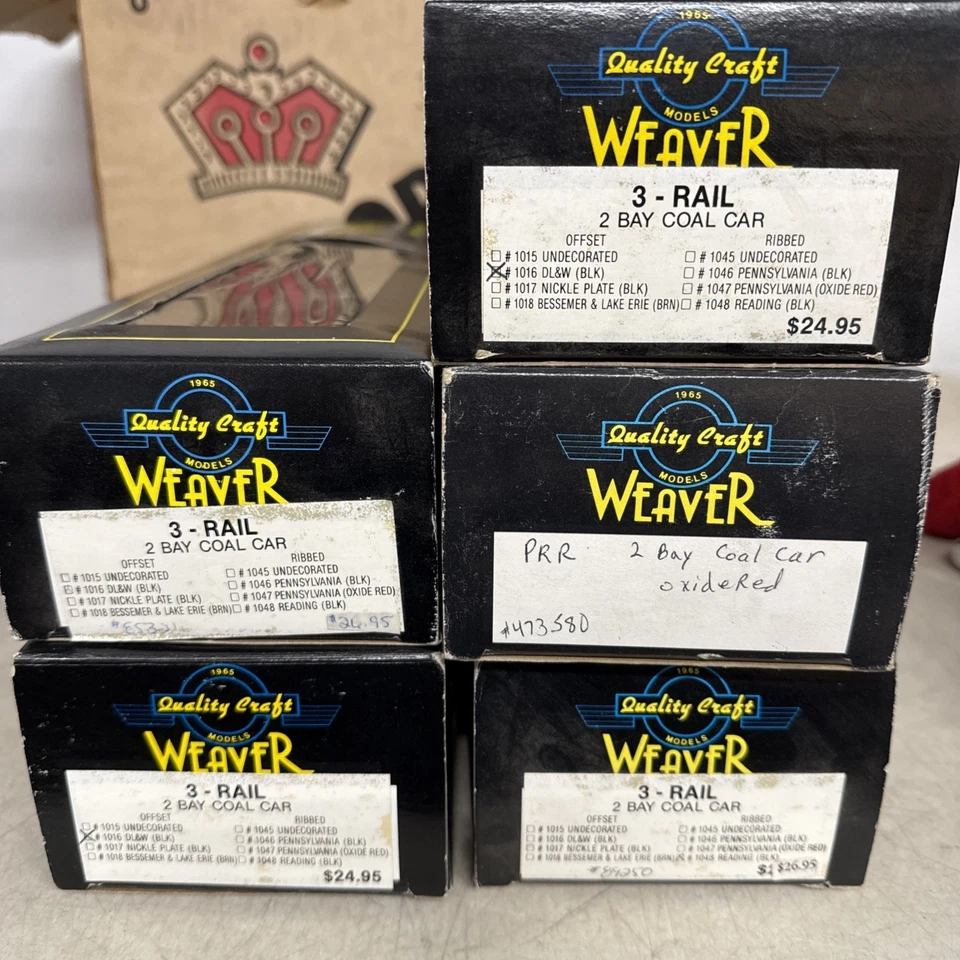 1965
Quality Craft
MODELS
WEAVER
3 - RAIL
2 BAY COAL CAR
OFFSET RIBBED
# 1015 UNDECORATED # 1045 UNDECORATED
# 1016 DL&W (BLK) # 1046 PENNSYLVANIA (BLK)
# 1017 NICKLE PLATE (BLK) # 1047 PENNSYLVANIA (OXIDE RED)
# 1018 BESSEMER & LAKE ERIE (BRN) # 1048 READING (BLK)
$24.95
1965
Quality Craft
MODELS
WEAVER
3 - RAIL
2 BAY COAL CAR
OFFSET RIBBED
# 1015 UNDECORATED # 1045 UNDECORATED
# 1016 DL&W (BLK) # 1046 PENNSYLVANIA (BLK)
# 1017 NICKLE PLATE (BLK) # 1047 PENNSYLVANIA (OXIDE RED)
# 1018 BESSEMER & LAKE ERIE (BRN) # 1048 READING (BLK)
$26.95
1965
Quality Craft
MODELS
WEAVER
PRR 2 Bay Coal Car
oxide Red
#473580
1965
Quality Craft
MODELS
WEAVER
3 - RAIL
2 BAY COAL CAR
OFFSET RIBBED
# 1015 UNDECORATED # 1045 UNDECORATED
# 1016 DL&W (BLK) # 1046 PENNSYLVANIA (BLK)
# 1017 NICKLE PLATE (BLK) # 1047 PENNSYLVANIA (OXIDE RED)
# 1018 BESSEMER & LAKE ERIE (BRN) # 1048 READING (BLK)
$24.95
1965
Quality Craft
MODELS
WEAVER
3 - RAIL
2 BAY COAL CAR
OFFSET RIBBED
# 1015 UNDECORATED # 1045 UNDECORATED
# 1016 DL&W (BLK) # 1046 PENNSYLVANIA (BLK)
# 1017 NICKLE PLATE (BLK) # 1047 PENNSYLVANIA (OXIDE RED)
# 1018 BESSEMER & LAKE ERIE (BRN) # 1048 READING (BLK)
$26.95